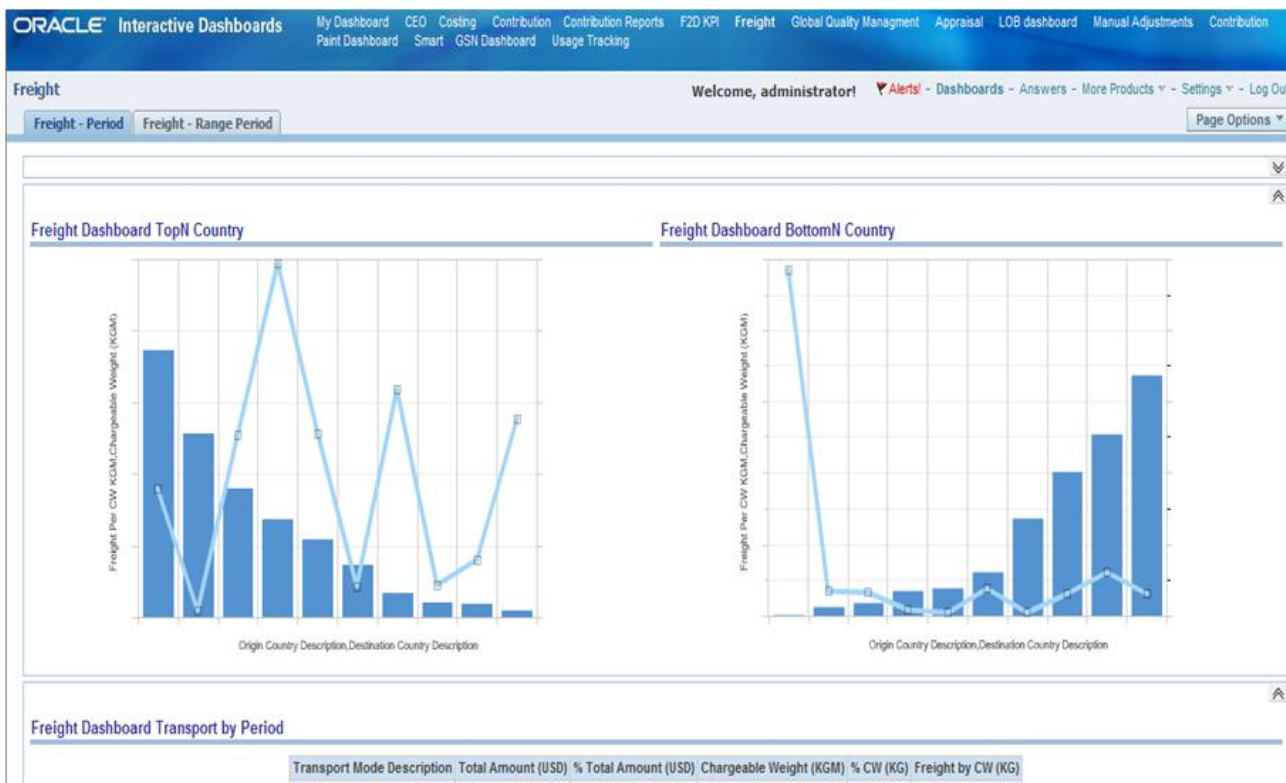 ORACLE Interactive Dashboards
My Dashboard CEO Costing Contribution Contribution Reports F2D KPI Freight Global Quality Managment Appraisal LOB dashboard Manual Adjustments Contribution
Paint Dashboard Smart GSN Dashboard Usage Tracking
Freight
Welcome, administrator! Alerts! - Dashboards - Answers - More Products - Settings - Log Ou
Freight - Period Freight - Range Period
Page Options
Freight Dashboard TopN Country
Freight Dashboard BottomN Country
Freight Per CW KGM,Chargeable Weight (KGM)
Freight Per CW KGM,Chargeable Weight (KGM)
Origin Country Description,Destination Country Description
Origin Country Description,Destination Country Description
Freight Dashboard Transport by Period
Transport Mode Description Total Amount (USD) % Total Amount (USD) Chargeable Weight (KGM) % CW (KG) Freight by CW (KG)